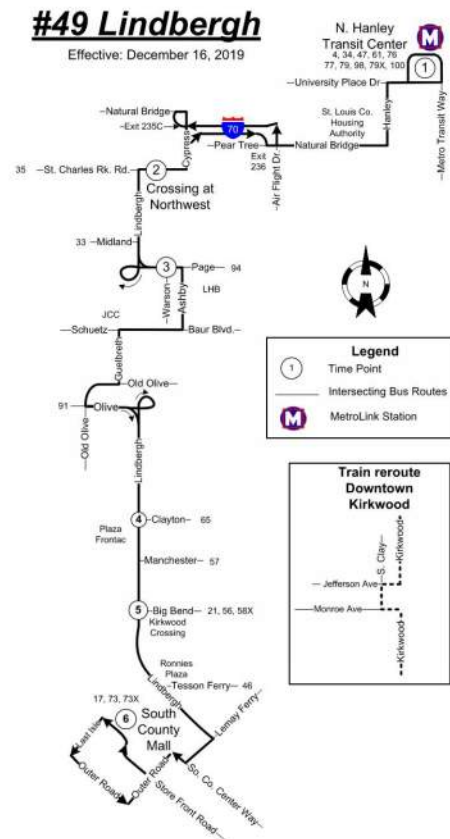 #49 Lindbergh
Effective: December 16, 2019
N. Hanley
Transit Center
M
4, 34, 47, 61, 76
77, 79, 98, 79X, 100
1
University Place Dr
Hanley
Metro Transit Way
St. Louis Co.
Housing
Authority
Natural Bridge
Exit 235C
70
Cypress
Pear Tree
Exit
236
Natural Bridge
Air Flight Dr
35
St. Charles Rk. Rd.
2
Crossing at
Northwest
Lindbergh
33
Midland
3
Page
94
Warson
Ashby
LHB
JCC
Schuetz
Baur Blvd.
Guelbreth
Old Olive
91
Olive
Old Olive
Lindbergh
4
Clayton
65
Plaza
Frontac
Manchester
57
5
Big Bend
21, 56, 58X
Kirkwood
Crossing
Ronnies
Plaza
Lindbergh
Tesson Ferry
46
Lemay Ferry
17, 73, 73X
6
South
County
Mall
Last Isle
Outer Road
Outer Road
Store Front Road
So. Co. Center Way
N
Legend
1
Time Point
Intersecting Bus Routes
M
MetroLink Station
Train reroute
Downtown
Kirkwood
S. Clay
Kirkwood
Jefferson Ave
Monroe Ave
Kirkwood